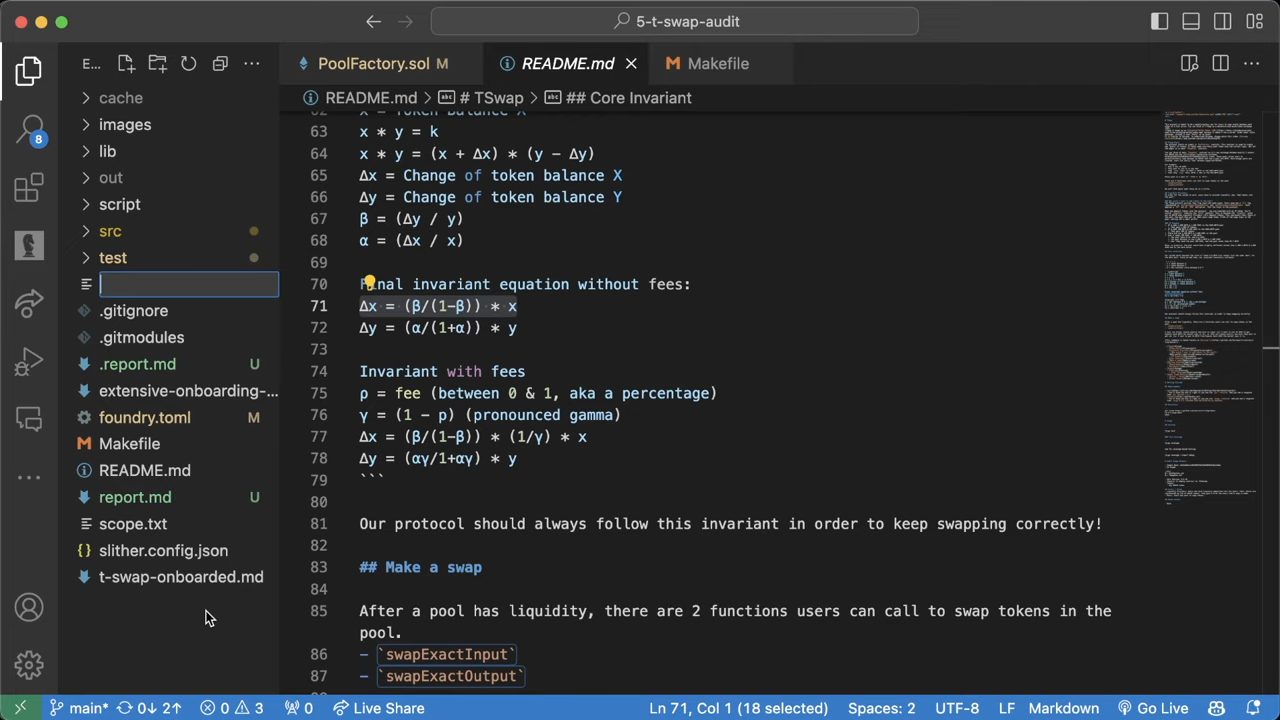 5-t-swap-audit
E...
PoolFactory.sol M
README.md
Makefile
README.md > # TSwap > ## Core Invariant
cache
images
lib
out
script
src
test
.gitignore
.gitmodules
.report.md U
extensive-onboarding-...
foundry.toml M
Makefile
README.md
report.md U
scope.txt
slither.config.json
t-swap-onboarded.md
8
62 x = Token Balance X
63 x * y = k
64 x * y = (x + Δx) * (y − Δy)
65 Δx = Change of token balance X
66 Δy = Change of token balance Y
67 β = (Δy / y)
68 α = (Δx / x)
69
70 Final invariant equation without fees:
71 Δx = (β/(1-β)) * x
72 Δy = (α/(1+α)) * y
73
74 Invariant with fees
75 ρ = fee (between 0 & 1, aka a percentage)
76 γ = (1 - p) (pronounced gamma)
77 Δx = (β/(1-β)) * (1/γ) * x
78 Δy = (αγ/1+αγ) * y
79 ```
80
81 Our protocol should always follow this invariant in order to keep swapping correctly!
82
83 ## Make a swap
84
85 After a pool has liquidity, there are 2 functions users can call to swap tokens in the
pool.
86 - `swapExactInput`
87 - `swapExactOutput`
main* 0↓ 2↑ 0 3 0 Live Share Ln 71, Col 1 (18 selected) Spaces: 2 UTF-8 LF Markdown Go Live